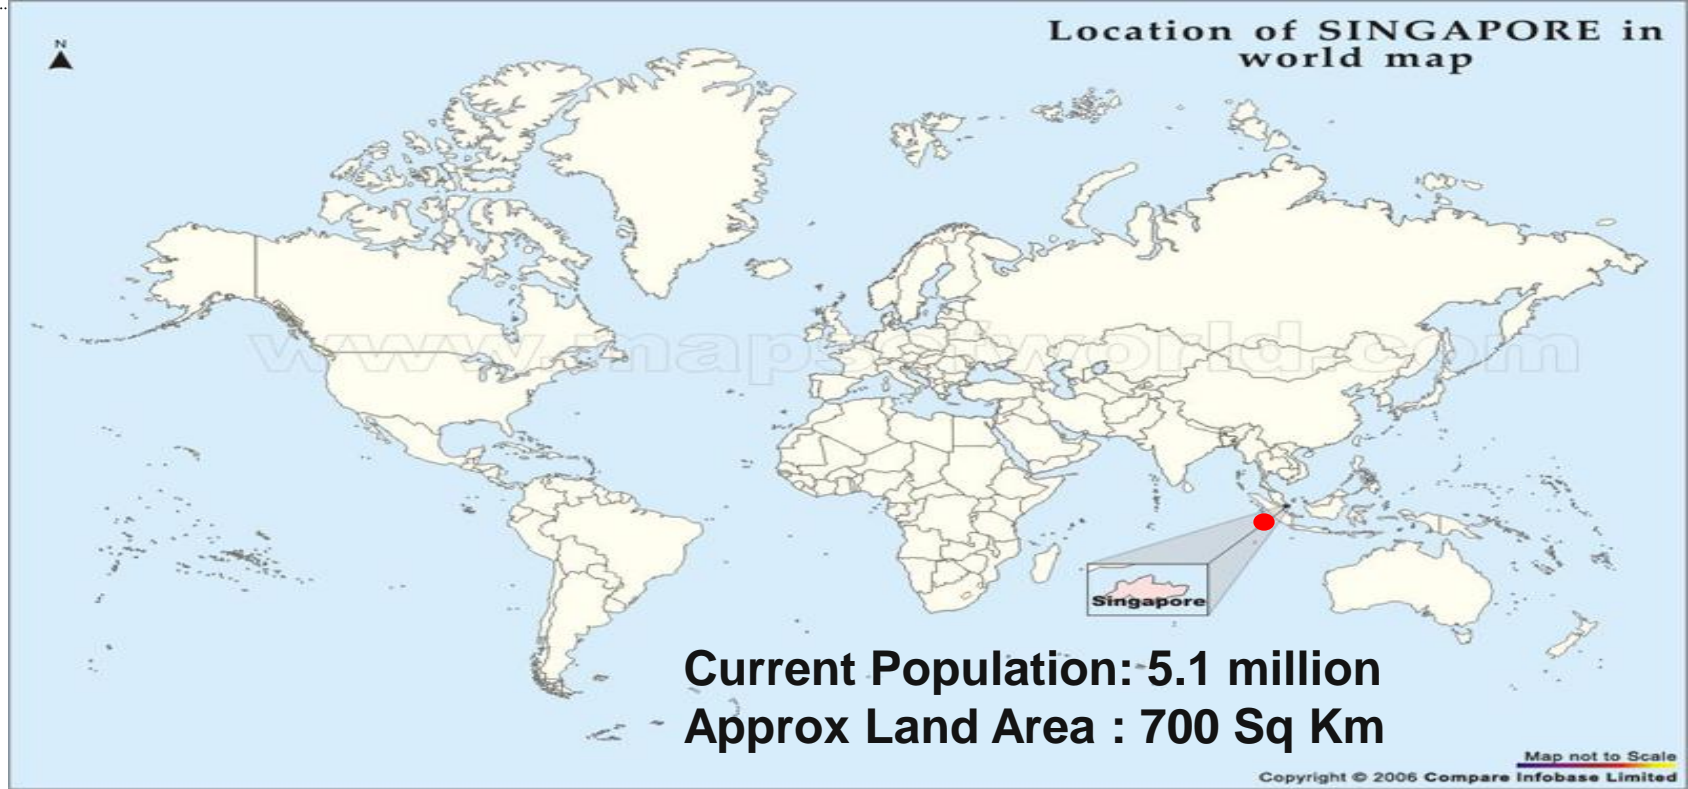 ...
N
Location of SINGAPORE in
world map
www.mapsofworld.com
Singapore
Current Population: 5.1 million
Approx Land Area : 700 Sq Km
Map not to Scale
Copyright © 2006 Compare Infobase Limited